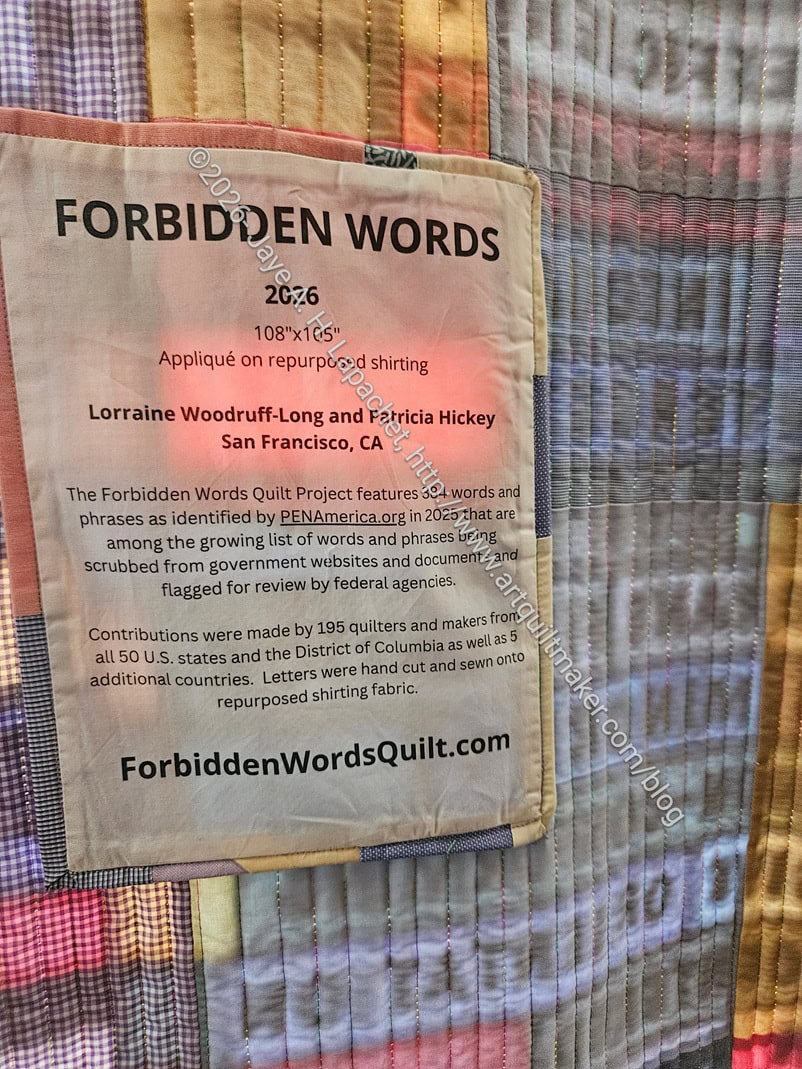 FORBIDDEN WORDS
2026
108"x105"
Appliqué on repurposed shirting
Lorraine Woodruff-Long and Patricia Hickey
San Francisco, CA
The Forbidden Words Quilt Project features 384 words and
phrases as identified by PENAmerica.org in 2025 that are
among the growing list of words and phrases being
scrubbed from government websites and documents and
flagged for review by federal agencies.
Contributions were made by 195 quilters and makers from
all 50 U.S. states and the District of Columbia as well as 5
additional countries. Letters were hand cut and sewn onto
repurposed shirting fabric.
ForbiddenWordsQuilt.com
©2026, Jaye A. H. Lapachet, http://www.artquiltmaker.com/blog